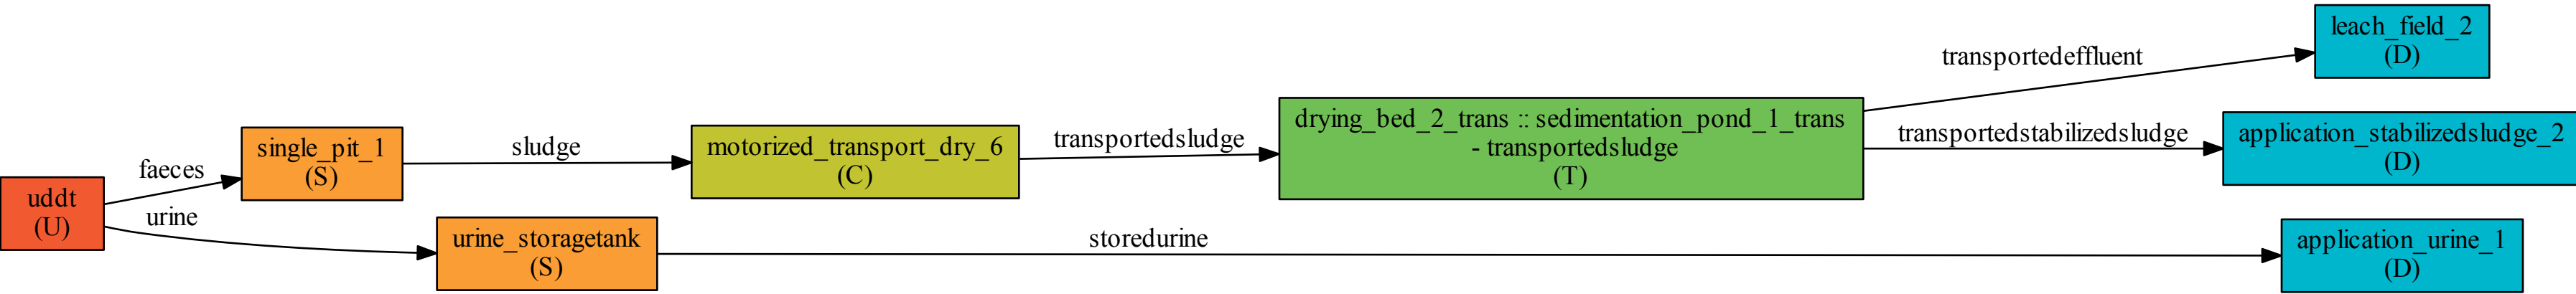 uddt
(U)
faeces
urine
single_pit_1
(S)
urine_storagetank
(S)
sludge
motorized_transport_dry_6
(C)
transportedsludge
drying_bed_2_trans :: sedimentation_pond_1_trans
- transportedsludge
(T)
storedurine
transportedeffluent
transportedstabilizedsludge
leach_field_2
(D)
application_stabilizedsludge_2
(D)
application_urine_1
(D)